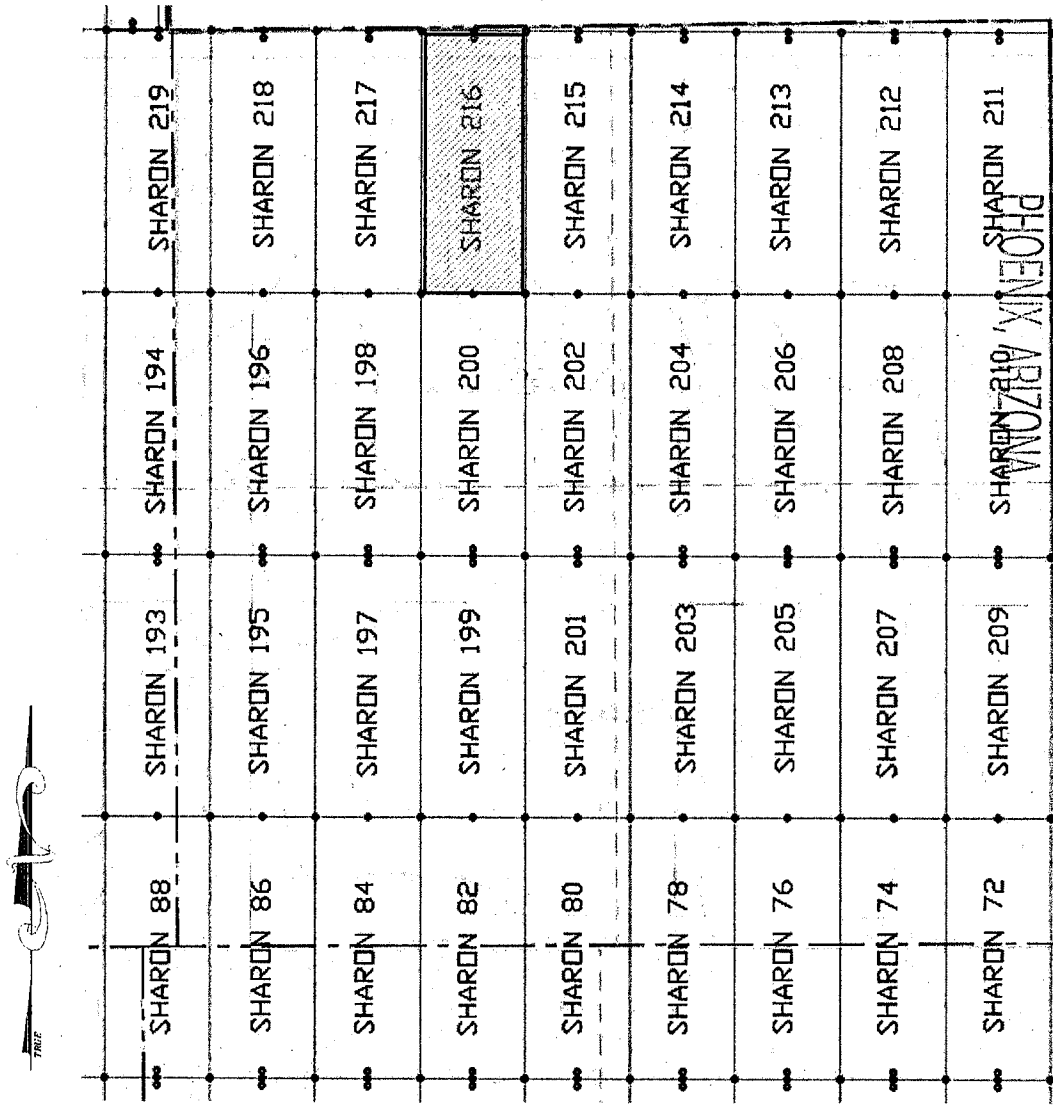 SHARON 219
SHARON 218
SHARON 217
SHARON 216
SHARON 215
SHARON 214
SHARON 213
SHARON 212
SHARON 211
SHARON 194
SHARON 196
SHARON 198
SHARON 200
SHARON 202
SHARON 204
SHARON 206
SHARON 208
SHARON 210
PHOENIX, ARIZONA
SHARON 193
SHARON 195
SHARON 197
SHARON 199
SHARON 201
SHARON 203
SHARON 205
SHARON 207
SHARON 209
SHARON 88
SHARON 86
SHARON 84
SHARON 82
SHARON 80
SHARON 78
SHARON 76
SHARON 74
SHARON 72
TRUE